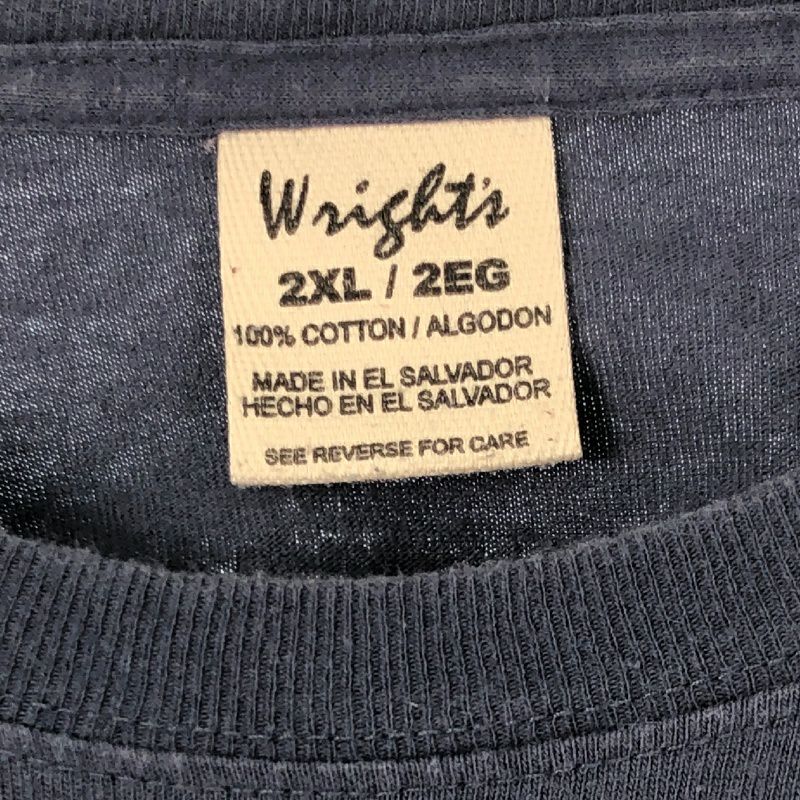 Wright's
2XL / 2EG
100% COTTON / ALGODON
MADE IN EL SALVADOR
HECHO EN EL SALVADOR
SEE REVERSE FOR CARE